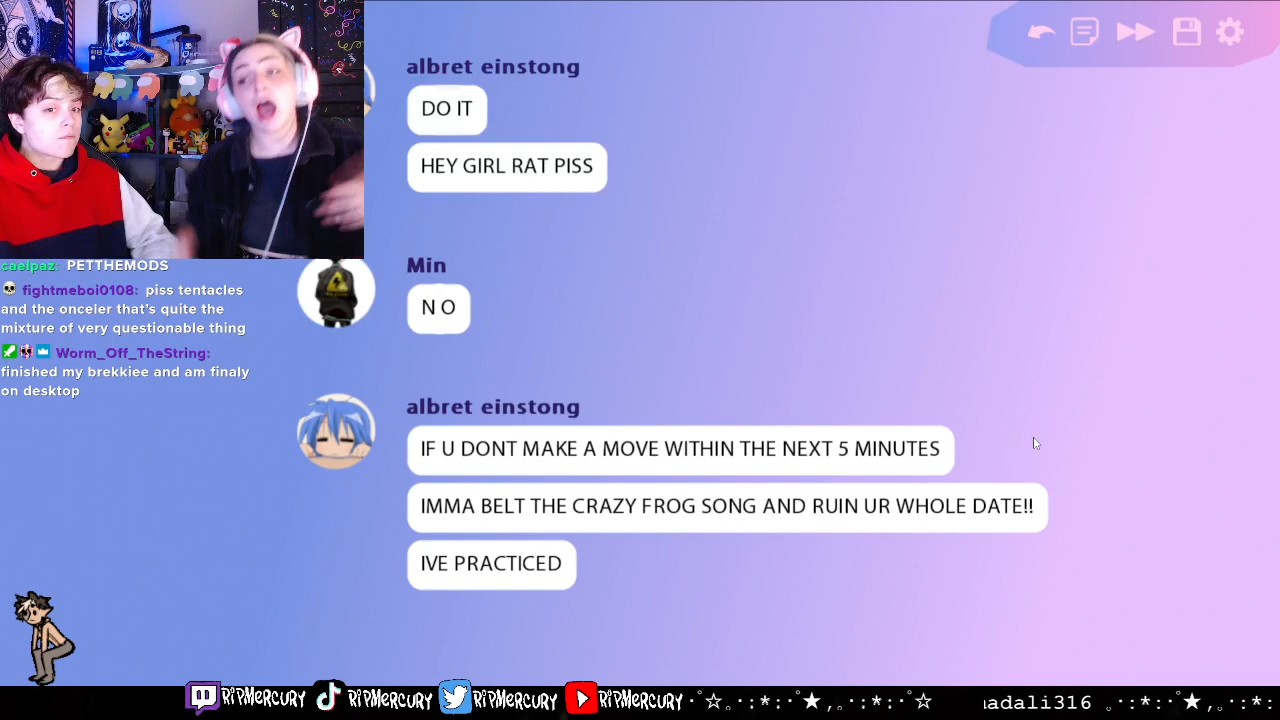 albret einstong
DO IT
HEY GIRL RAT PISS
Min
N O
albret einstong
IF U DONT MAKE A MOVE WITHIN THE NEXT 5 MINUTES
IMMA BELT THE CRAZY FROG SONG AND RUIN UR WHOLE DATE!!
IVE PRACTICED
caelpaz: PETTHEMODS
fightmeboi0108: piss tentacles
and the onceler that's quite the
mixture of very questionable thing
Worm_Off_TheString:
finished my brekkiee and am finaly
on desktop
RIPMERCURY RIPMERCURY RIPMERCURY RIPMERCURY adali316